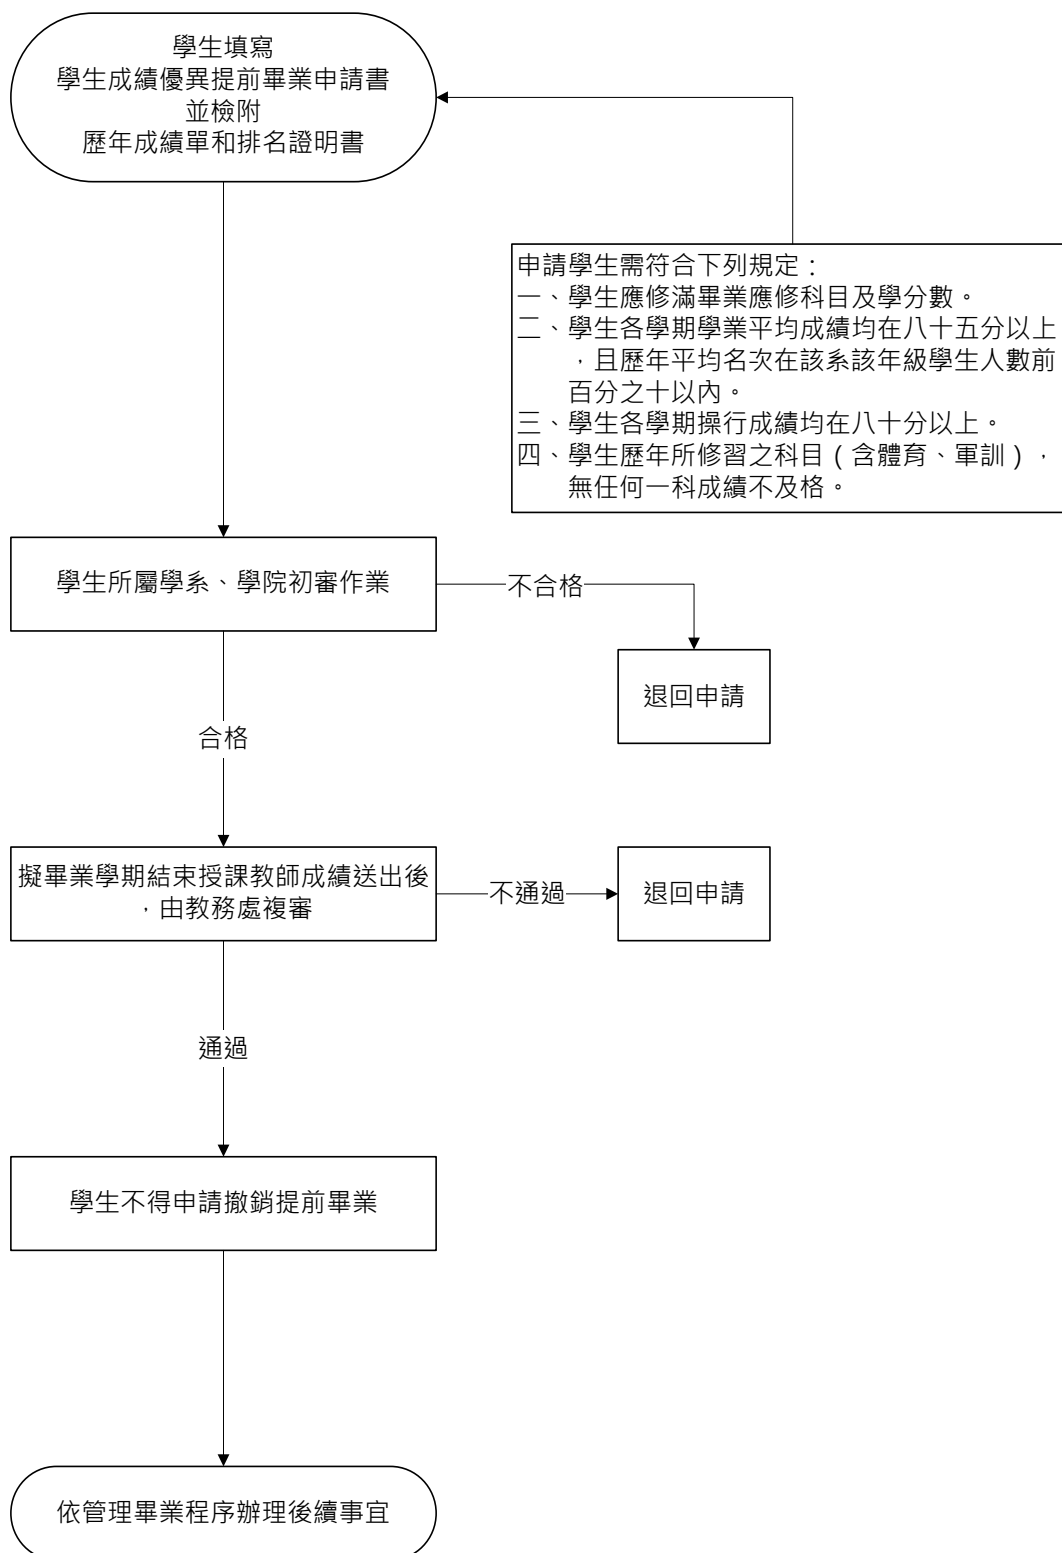 學生填寫
學生成績優異提前畢業申請書
並檢附
歷年成績單和排名證明書
申請學生需符合下列規定：
一、學生應修滿畢業應修科目及學分數。
二、學生各學期學業平均成績均在八十五分以上
，且歷年平均名次在該系該年級學生人數前
百分之十以內。
三、學生各學期操行成績均在八十分以上。
四、學生歷年所修習之科目（含體育、軍訓），
無任何一科成績不及格。
學生所屬學系、學院初審作業
不合格
退回申請
合格
擬畢業學期結束授課教師成績送出後
，由教務處複審
不通過
退回申請
通過
學生不得申請撤銷提前畢業
依管理畢業程序辦理後續事宜